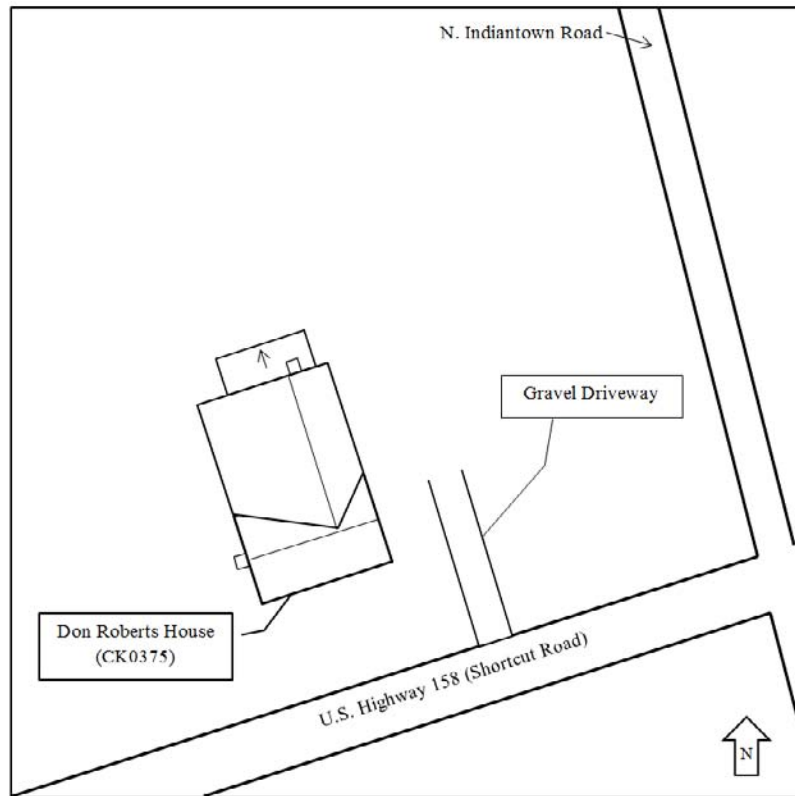 N. Indiantown Road
Gravel Driveway
Don Roberts House
(CK0375)
U.S. Highway 158 (Shortcut Road)
N